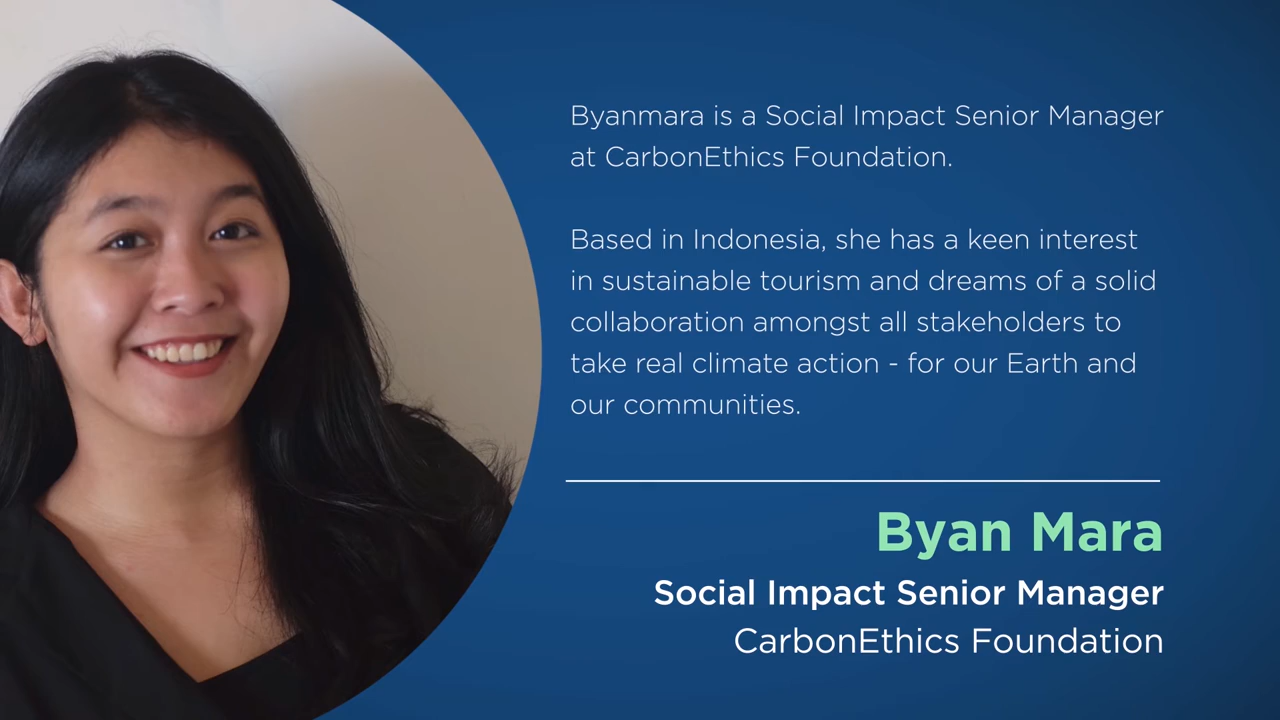 Byanmara is a Social Impact Senior Manager
at CarbonEthics Foundation.
Based in Indonesia, she has a keen interest
in sustainable tourism and dreams of a solid
collaboration amongst all stakeholders to
take real climate action - for our Earth and
our communities.
Byan Mara
Social Impact Senior Manager
CarbonEthics Foundation